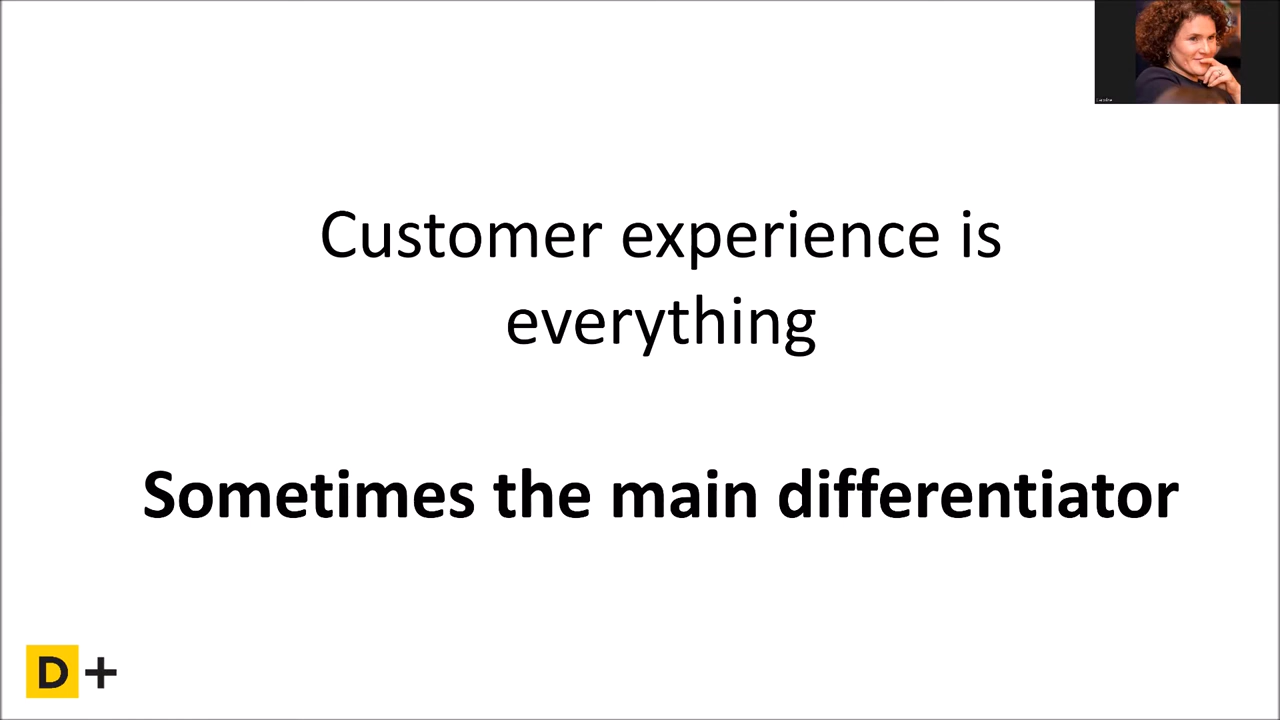 Customer experience is
everything
Sometimes the main differentiator
D+